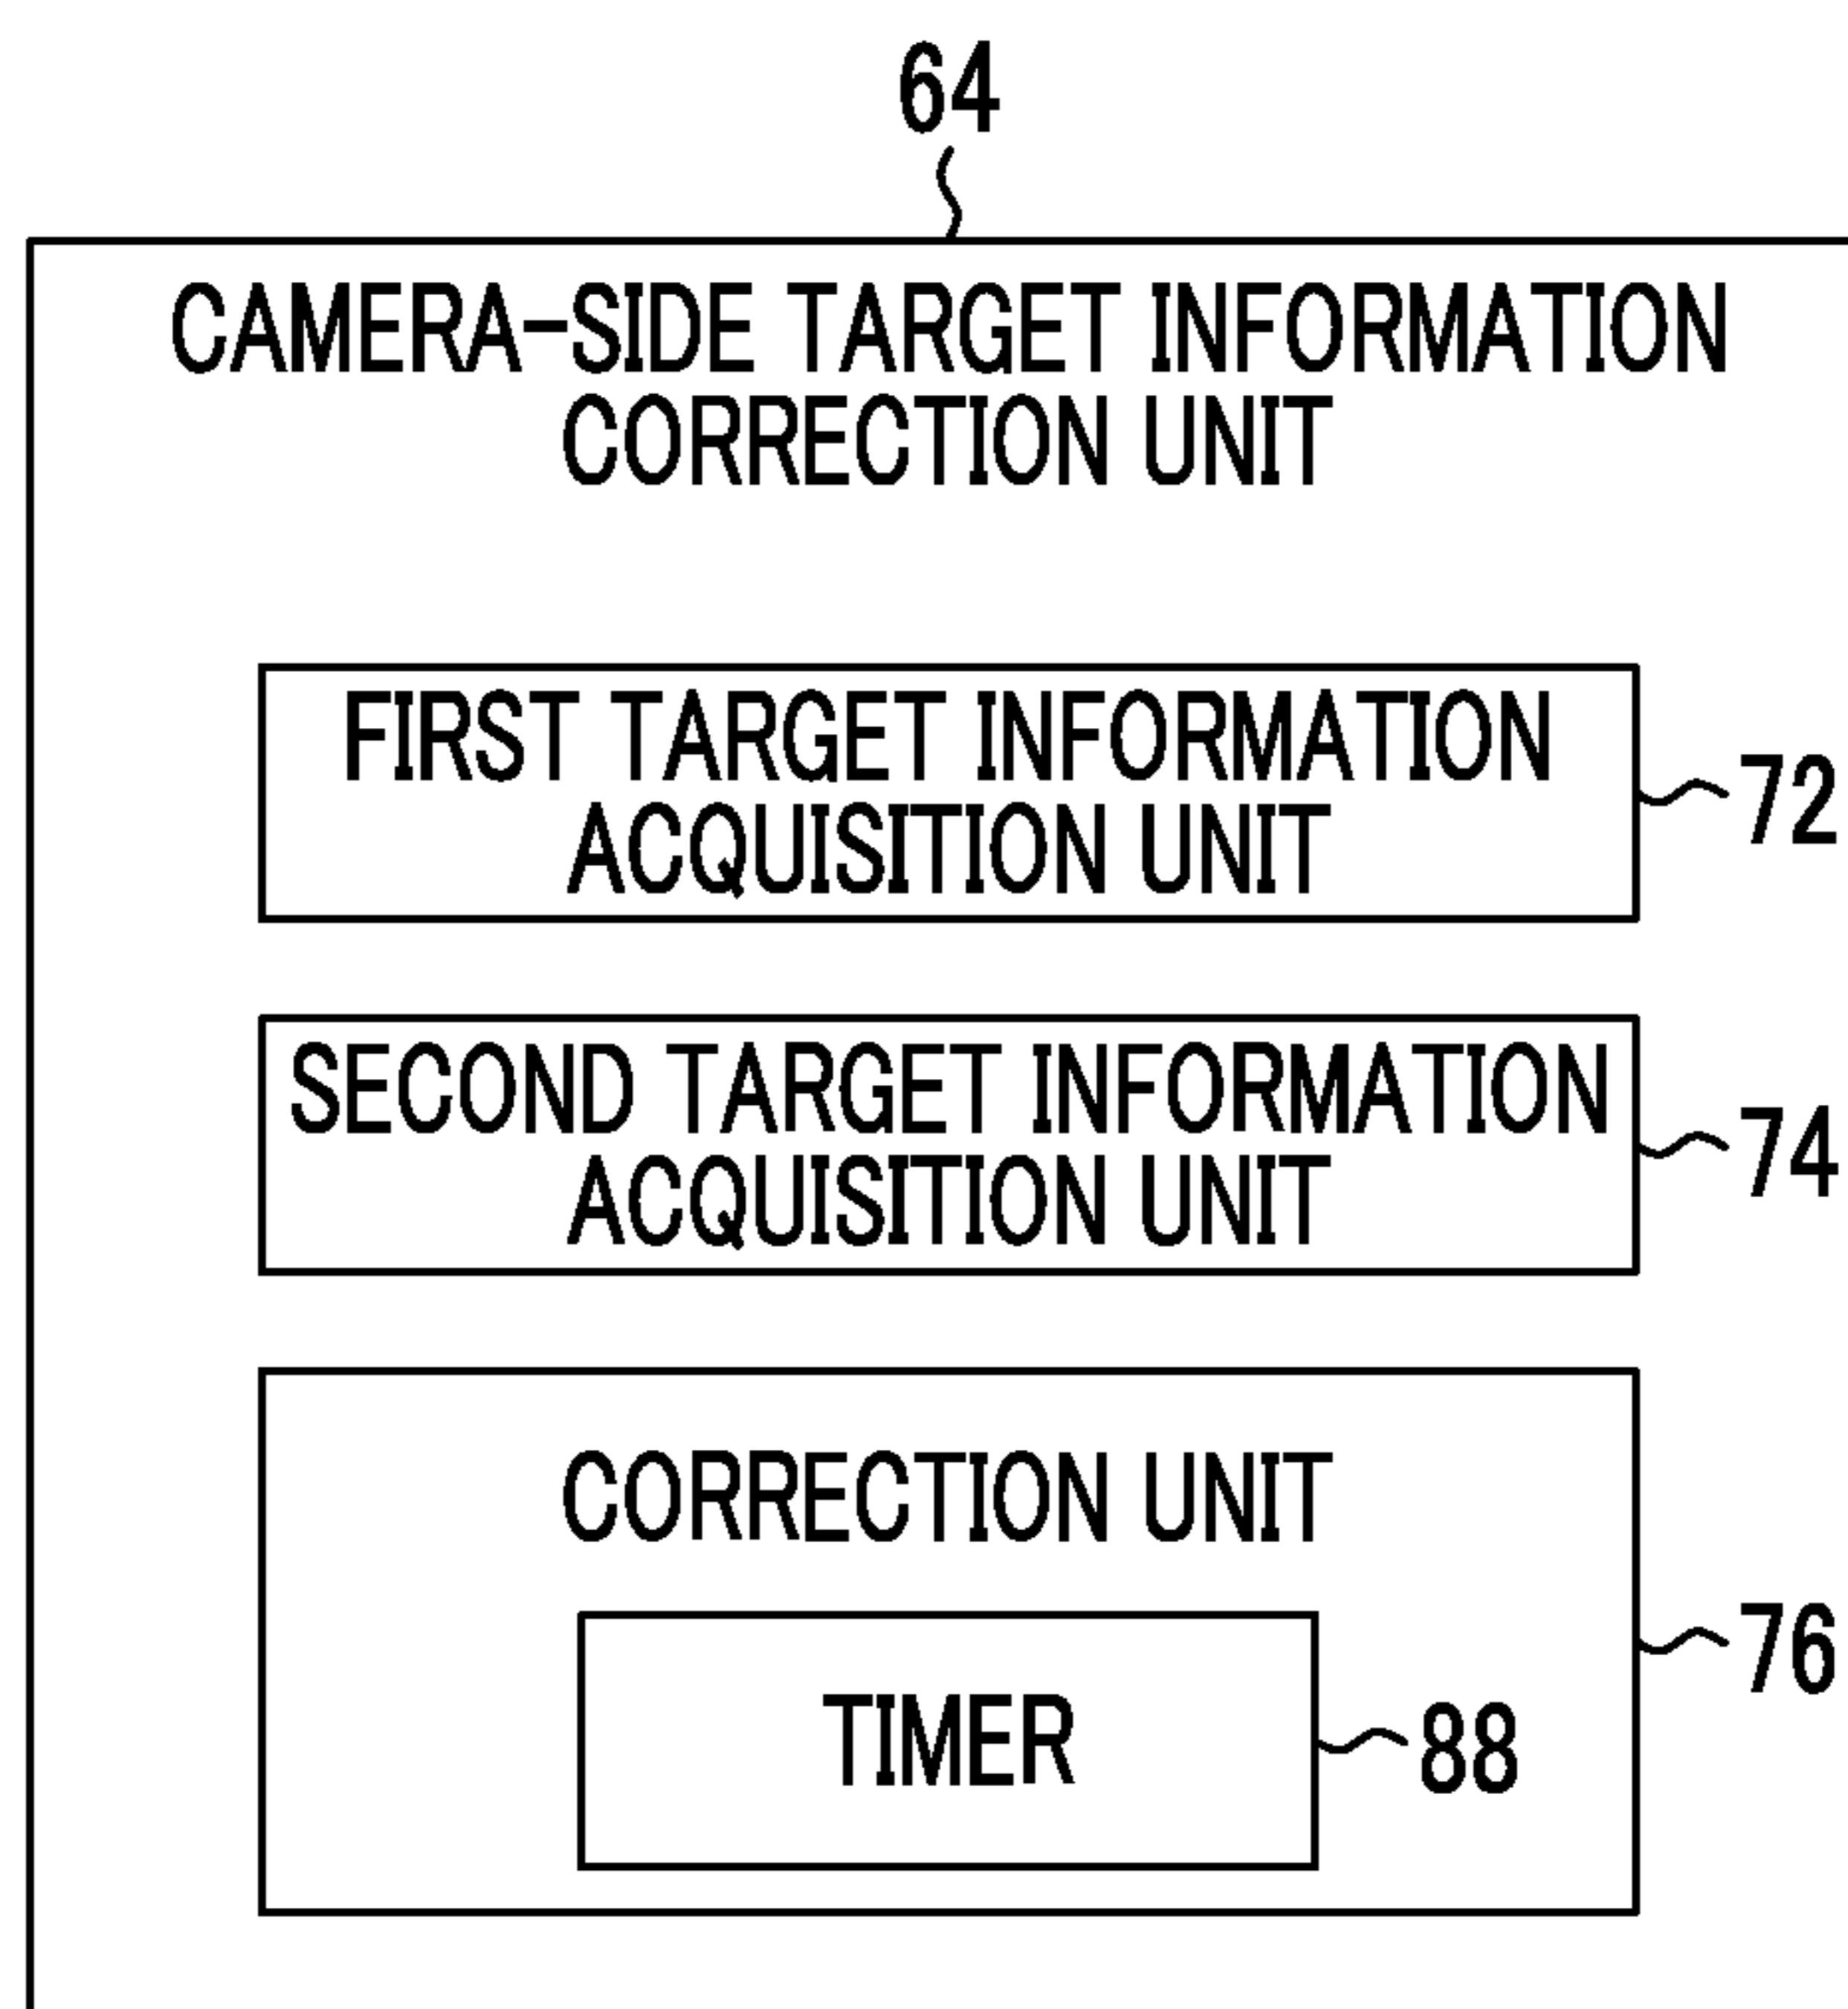 64
CAMERA-SIDE TARGET INFORMATION
CORRECTION UNIT
FIRST TARGET INFORMATION
ACQUISITION UNIT
72
SECOND TARGET INFORMATION
ACQUISITION UNIT
74
CORRECTION UNIT
76
TIMER
88